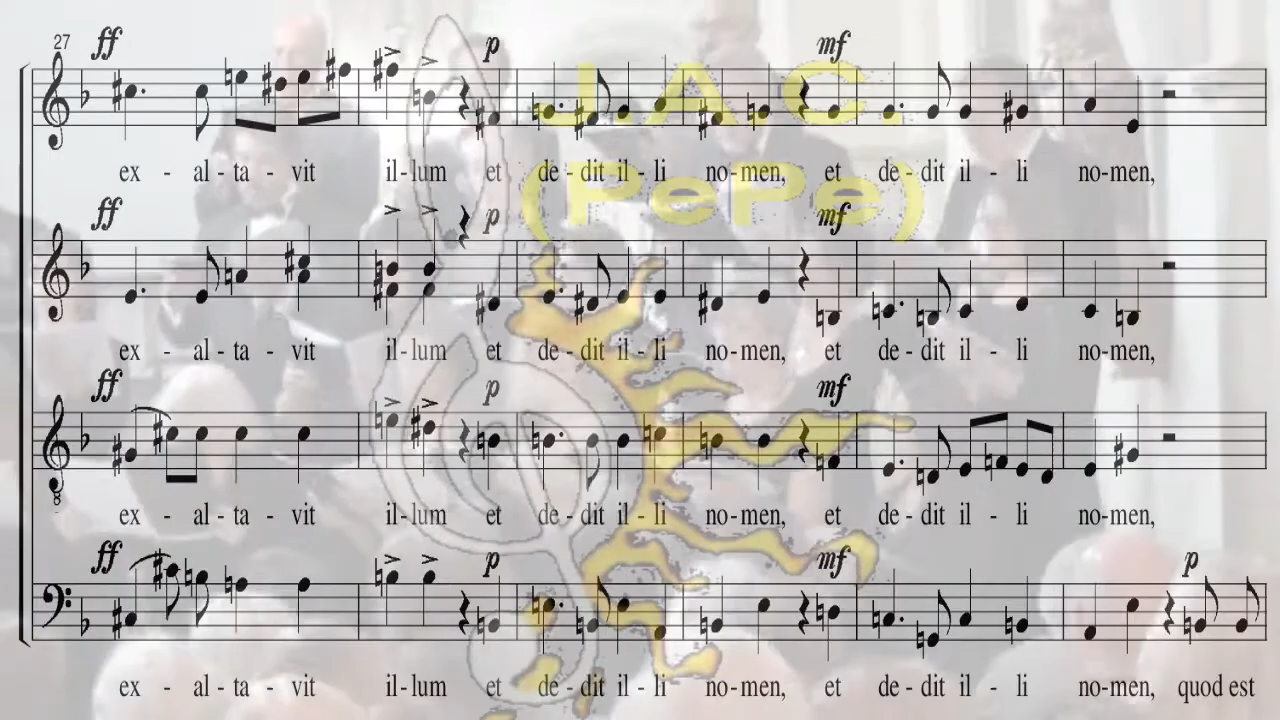 27 ff p mf
J.A.C.
ex - al - ta - vit il - lum et de - dit il - li no - men, et de - dit il - li no - men,
(PePe)
ff p mf
ex - al - ta - vit il - lum et de - dit il - li no - men, et de - dit il - li no - men,
ff p mf
8
ex - al - ta - vit il - lum et de - dit il - li no - men, et de - dit il - li no - men,
ff p mf p
ex - al - ta - vit il - lum et de - dit il - li no - men, et de - dit il - li no - men, quod est